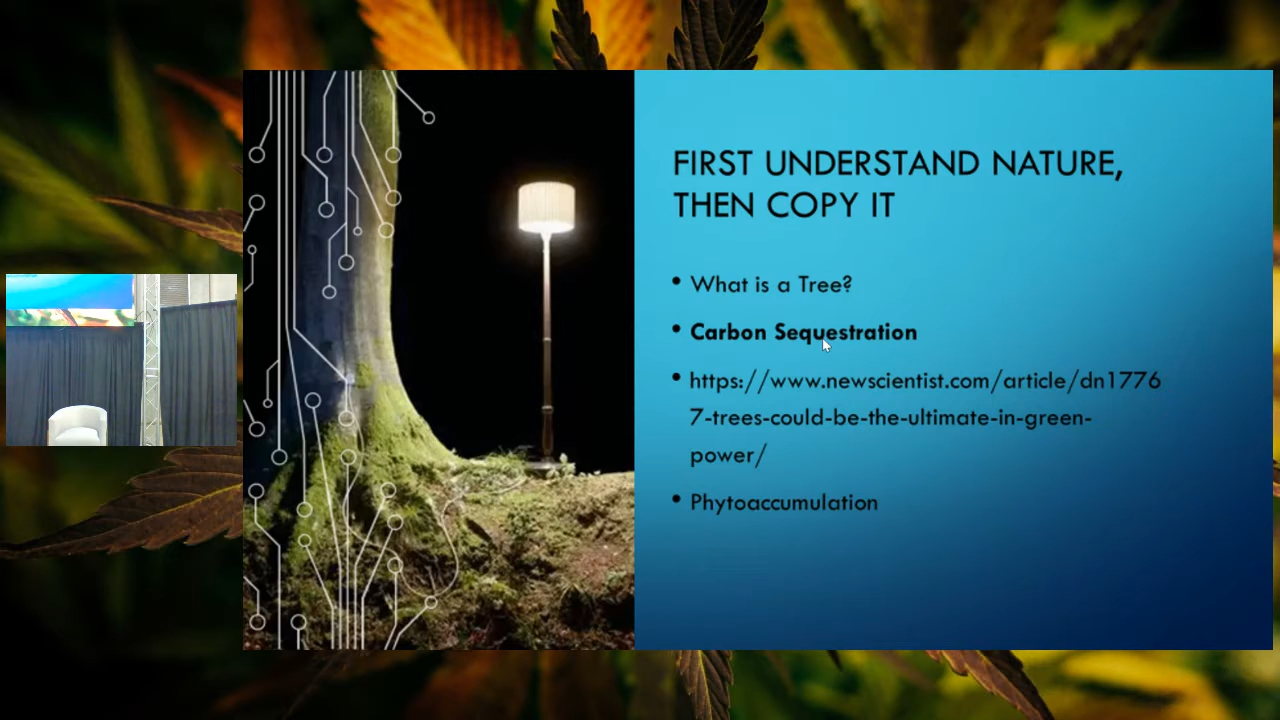 FIRST UNDERSTAND NATURE,
THEN COPY IT
• What is a Tree?
• Carbon Sequestration
• https://www.newscientist.com/article/dn1776
7-trees-could-be-the-ultimate-in-green-
power/
• Phytoaccumulation